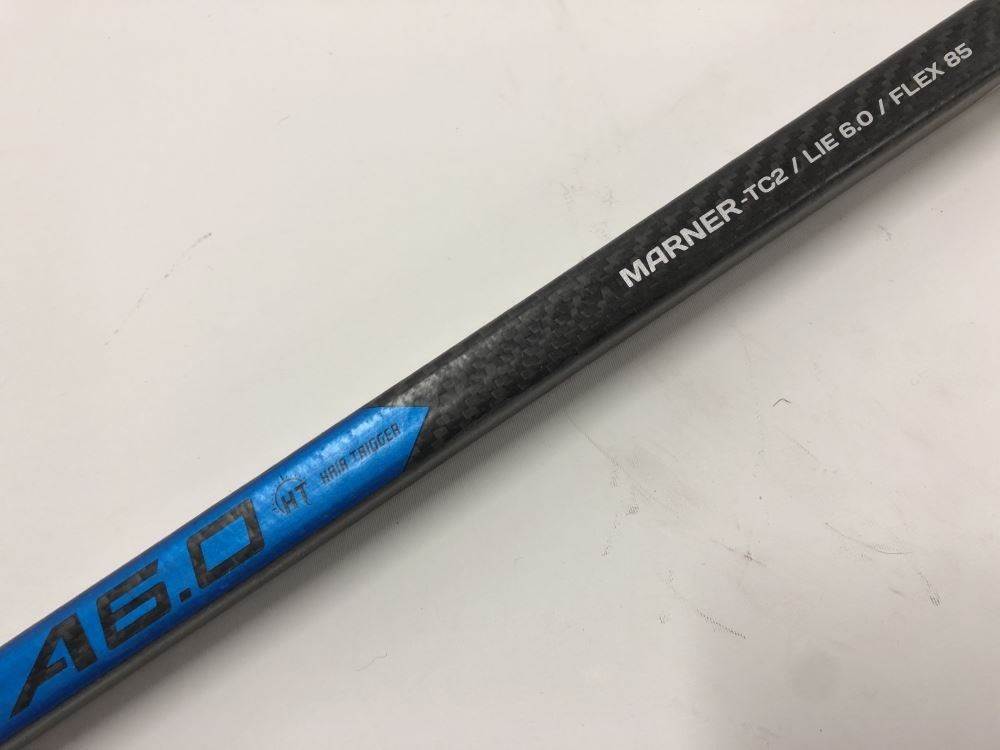 MARNER-TC2 / LIE 6.0 / FLEX 85
A6.0 HT HAIR TRIGGER